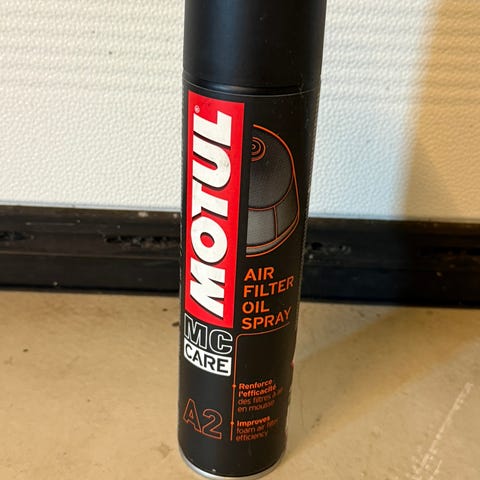 MOTUL®
AIR
FILTER
OIL
SPRAY
MC
CARE
Renforce
l'efficacité
des filtres à air
en mousse
A2
Improves
foam air filter
efficiency